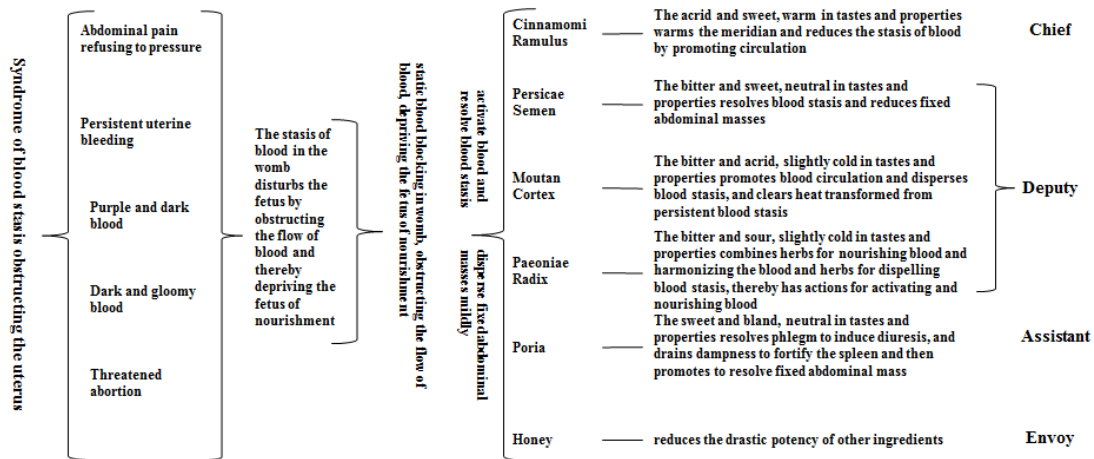 Syndrome of blood stasis obstructing the uterus
Abdominal pain
refusing to pressure
Persistent uterine
bleeding
Purple and dark
blood
Dark and gloomy
blood
Threatened
abortion
The stasis of
blood in the
womb
disturbs the
fetus by
obstructing
the flow of
blood and
thereby
depriving the
fetus of
nourishment
static blood blocking in womb, obstructing the flow of
blood, depriving the fetus of nourishment
activate blood and
resolve blood stasis
disperse fixed abdominal
masses mildly
Cinnamomi
Ramulus
The acrid and sweet, warm in tastes and properties
warms the meridian and reduces the stasis of blood
by promoting circulation
Chief
Persicae
Semen
The bitter and sweet, neutral in tastes and
properties resolves blood stasis and reduces fixed
abdominal masses
Moutan
Cortex
The bitter and acrid, slightly cold in tastes and
properties promotes blood circulation and disperses
blood stasis, and clears heat transformed from
persistent blood stasis
Deputy
Paeoniae
Radix
The bitter and sour, slightly cold in tastes and
properties combines herbs for nourishing blood and
harmonizing the blood and herbs for dispelling
blood stasis, thereby has actions for activating and
nourishing blood
Poria
The sweet and bland, neutral in tastes and
properties resolves phlegm to induce diuresis, and
drains dampness to fortify the spleen and then
promotes to resolve fixed abdominal mass
Assistant
Honey
reduces the drastic potency of other ingredients
Envoy